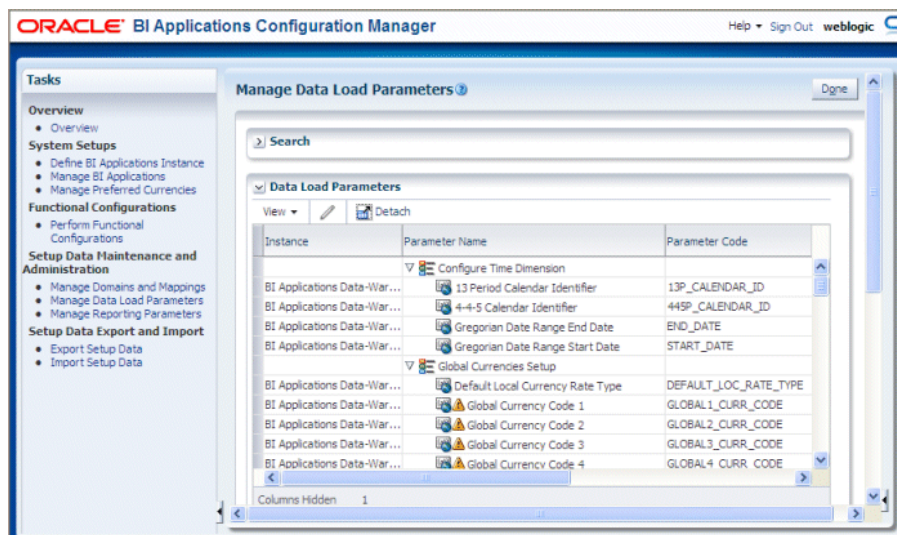 ORACLE BI Applications Configuration Manager
Help Sign Out weblogic
Tasks
Overview
Overview
System Setups
Define BI Applications Instance
Manage BI Applications
Manage Preferred Currencies
Functional Configurations
Perform Functional
Configurations
Setup Data Maintenance and
Administration
Manage Domains and Mappings
Manage Data Load Parameters
Manage Reporting Parameters
Setup Data Export and Import
Export Setup Data
Import Setup Data
Manage Data Load Parameters
Done
Search
Data Load Parameters
View Detach
Instance Parameter Name Parameter Code
Configure Time Dimension
BI Applications Data-War... 13 Period Calendar Identifier 13P_CALENDAR_ID
BI Applications Data-War... 4-4-5 Calendar Identifier 445P_CALENDAR_ID
BI Applications Data-War... Gregorian Date Range End Date END_DATE
BI Applications Data-War... Gregorian Date Range Start Date START_DATE
Global Currencies Setup
BI Applications Data-War... Default Local Currency Rate Type DEFAULT_LOC_RATE_TYPE
BI Applications Data-War... Global Currency Code 1 GLOBAL1_CURR_CODE
BI Applications Data-War... Global Currency Code 2 GLOBAL2_CURR_CODE
BI Applications Data-War... Global Currency Code 3 GLOBAL3_CURR_CODE
BI Applications Data-War... Global Currency Code 4 GLOBAL4_CURR_CODE
Columns Hidden 1